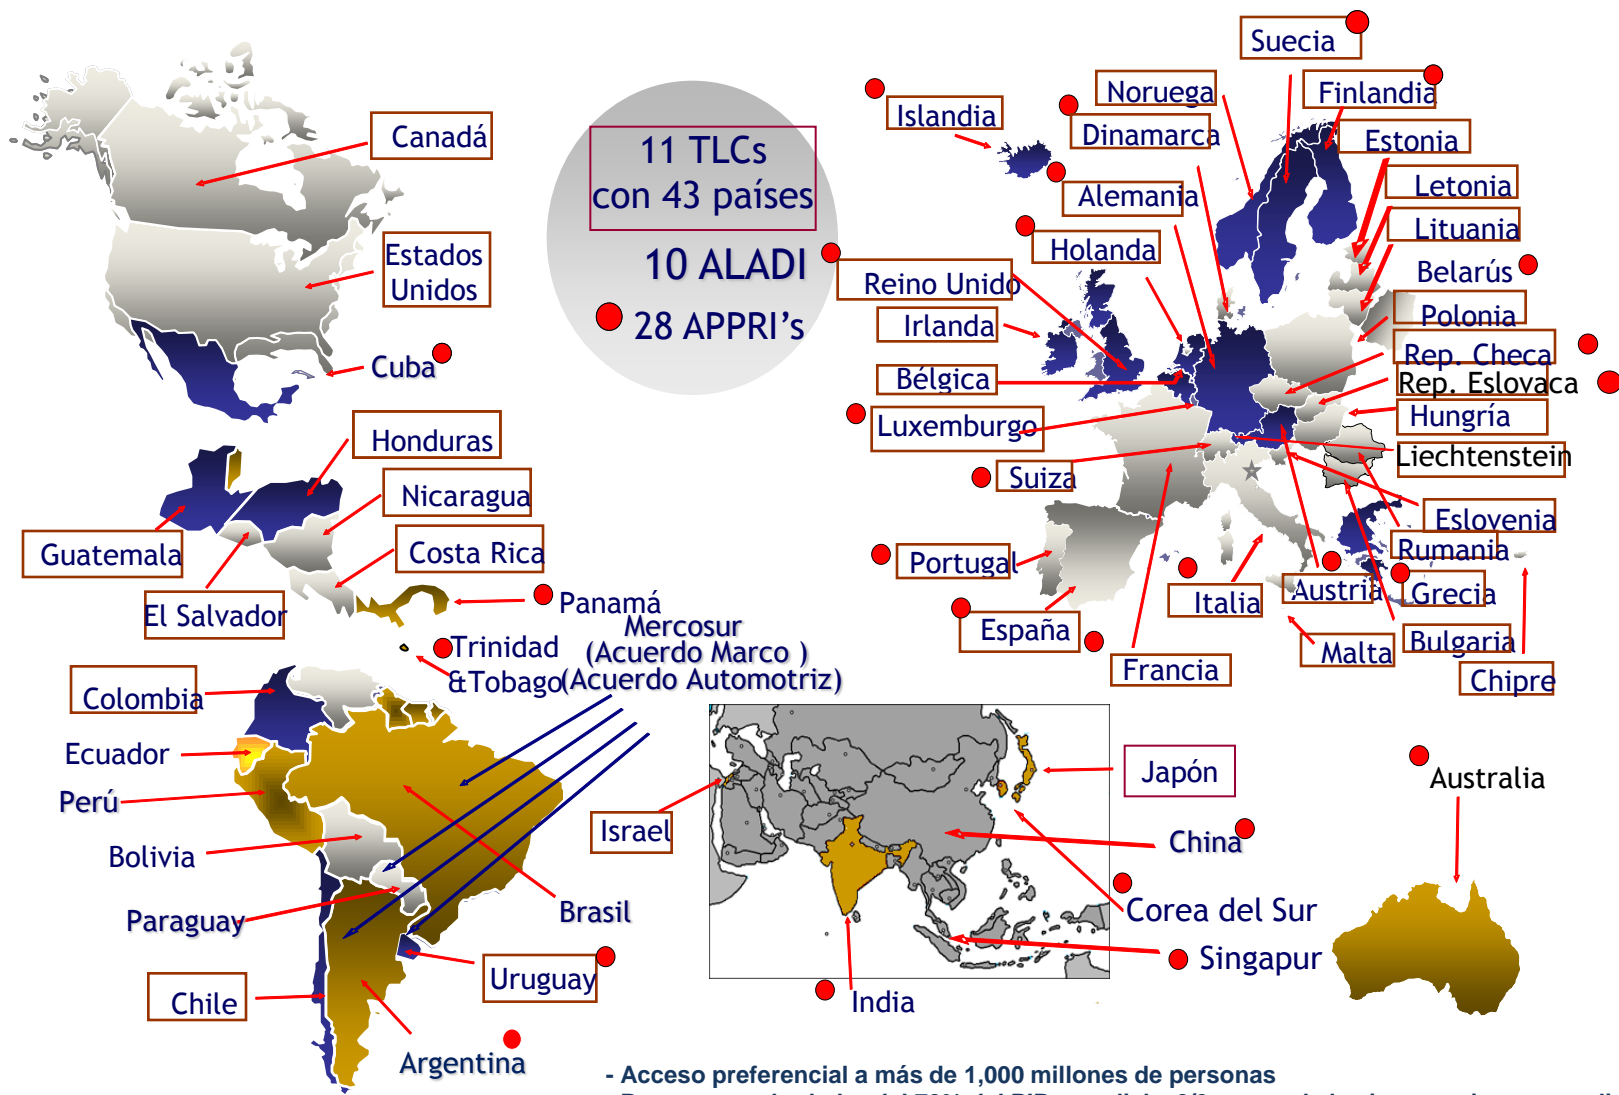 Canadá
Estados
Unidos
Cuba
Honduras
Nicaragua
Costa Rica
Guatemala
El Salvador
Panamá
Trinidad
&Tobago
Mercosur
(Acuerdo Marco )
(Acuerdo Automotriz)
Colombia
Ecuador
Perú
Bolivia
Paraguay
Chile
Argentina
Uruguay
Brasil
11 TLCs
con 43 países
10 ALADI
28 APPRI’s
Suecia
Noruega
Finlandia
Islandia
Dinamarca
Estonia
Alemania
Letonia
Holanda
Lituania
Reino Unido
Belarús
Irlanda
Polonia
Rep. Checa
Bélgica
Rep. Eslovaca
Luxemburgo
Hungría
Suiza
Liechtenstein
Eslovenia
Rumania
Portugal
Italia
Austria
Grecia
España
Malta
Bulgaria
Francia
Chipre
Israel
Japón
China
Corea del Sur
Singapur
India
Australia
- Acceso preferencial a más de 1,000 millones de personas